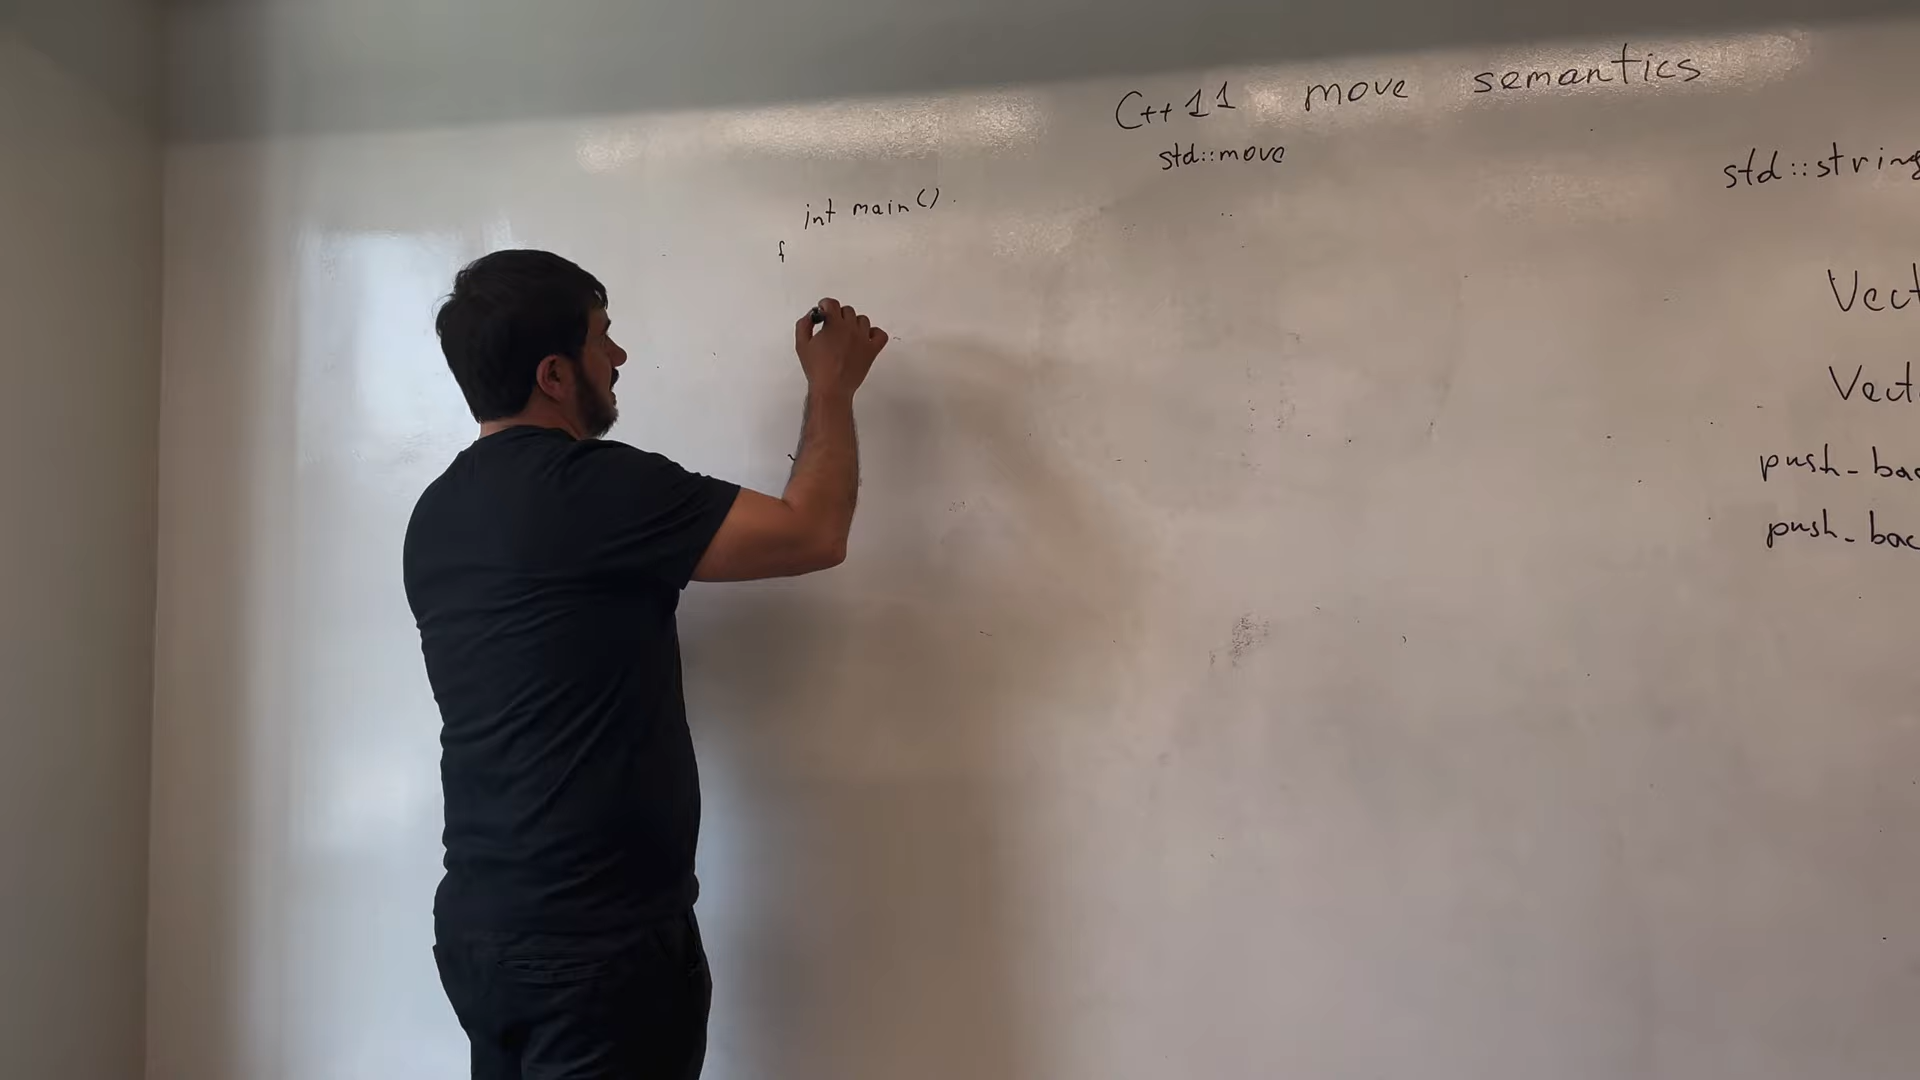 C++11 move semantics
std::move
std::string
int main()
{
Vect
Vect
push_bac
push_bac